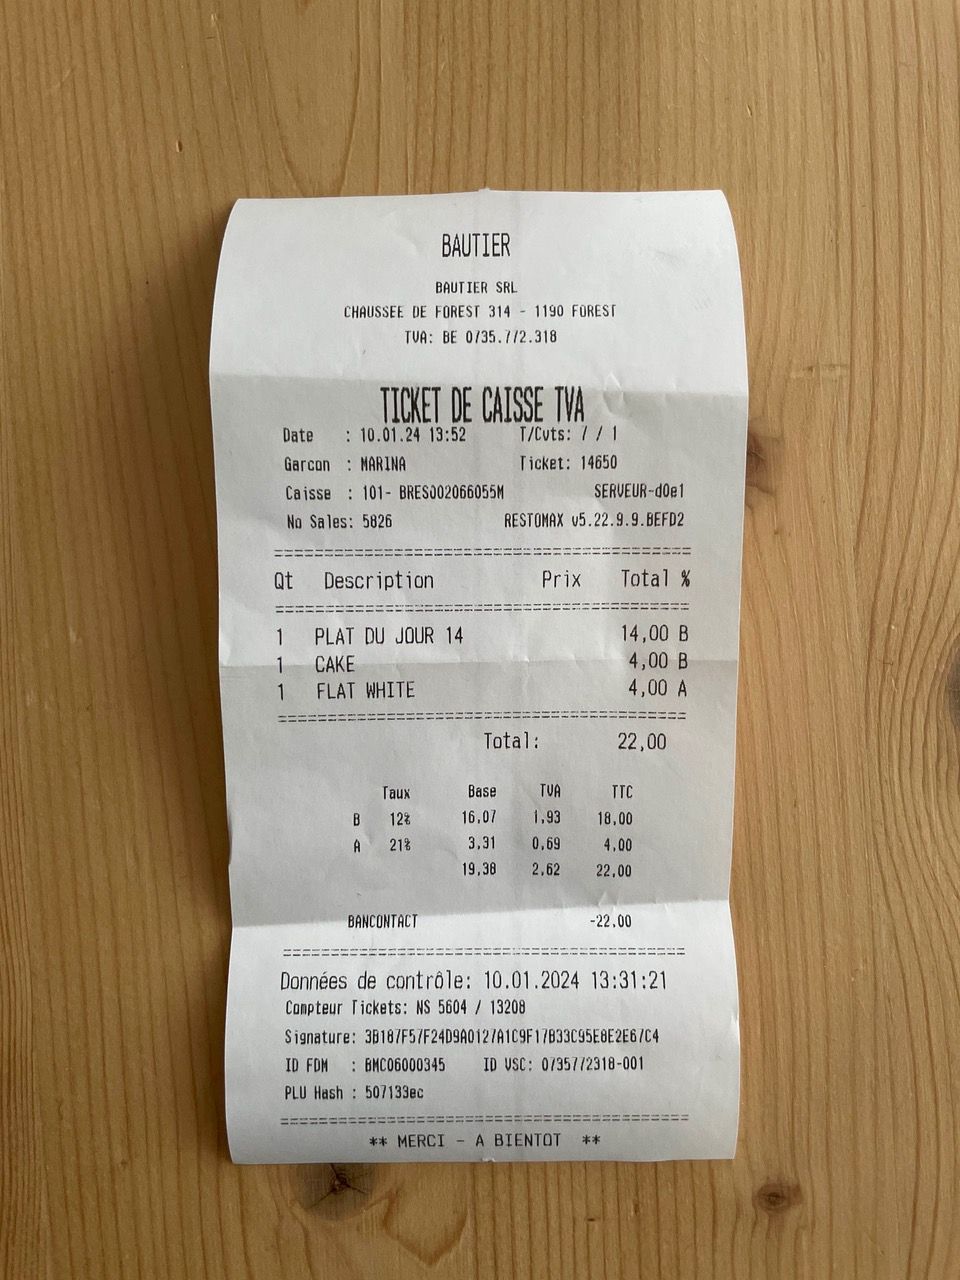 BAUTIER
BAUTIER SRL
CHAUSSEE DE FOREST 314 - 1190 FOREST
TVA: BE 0735.772.318
TICKET DE CAISSE TVA
Date : 10.01.24 13:52 T/Cvts: 7 / 1
Garcon : MARINA Ticket: 14650
Caisse : 101- BRES002066055M SERVEUR-d0e1
No Sales: 5826 RESTOMAX v5.22.9.9.BEFD2
Qt Description Prix Total %
1 PLAT DU JOUR 14 14,00 B
1 CAKE 4,00 B
1 FLAT WHITE 4,00 A
Total: 22,00
Taux Base TVA TTC
B 12% 16,07 1,93 18,00
A 21% 3,31 0,69 4,00
19,38 2,62 22,00
BANCONTACT -22,00
Données de contrôle: 10.01.2024 13:31:21
Compteur Tickets: NS 5604 / 13208
Signature: 3B187F57F24D9A0127A1C9F17B33C95E8E2E67C4
ID FDM : BMC06000345 ID VSC: 0735772318-001
PLU Hash : 507133ec
** MERCI - A BIENTOT **